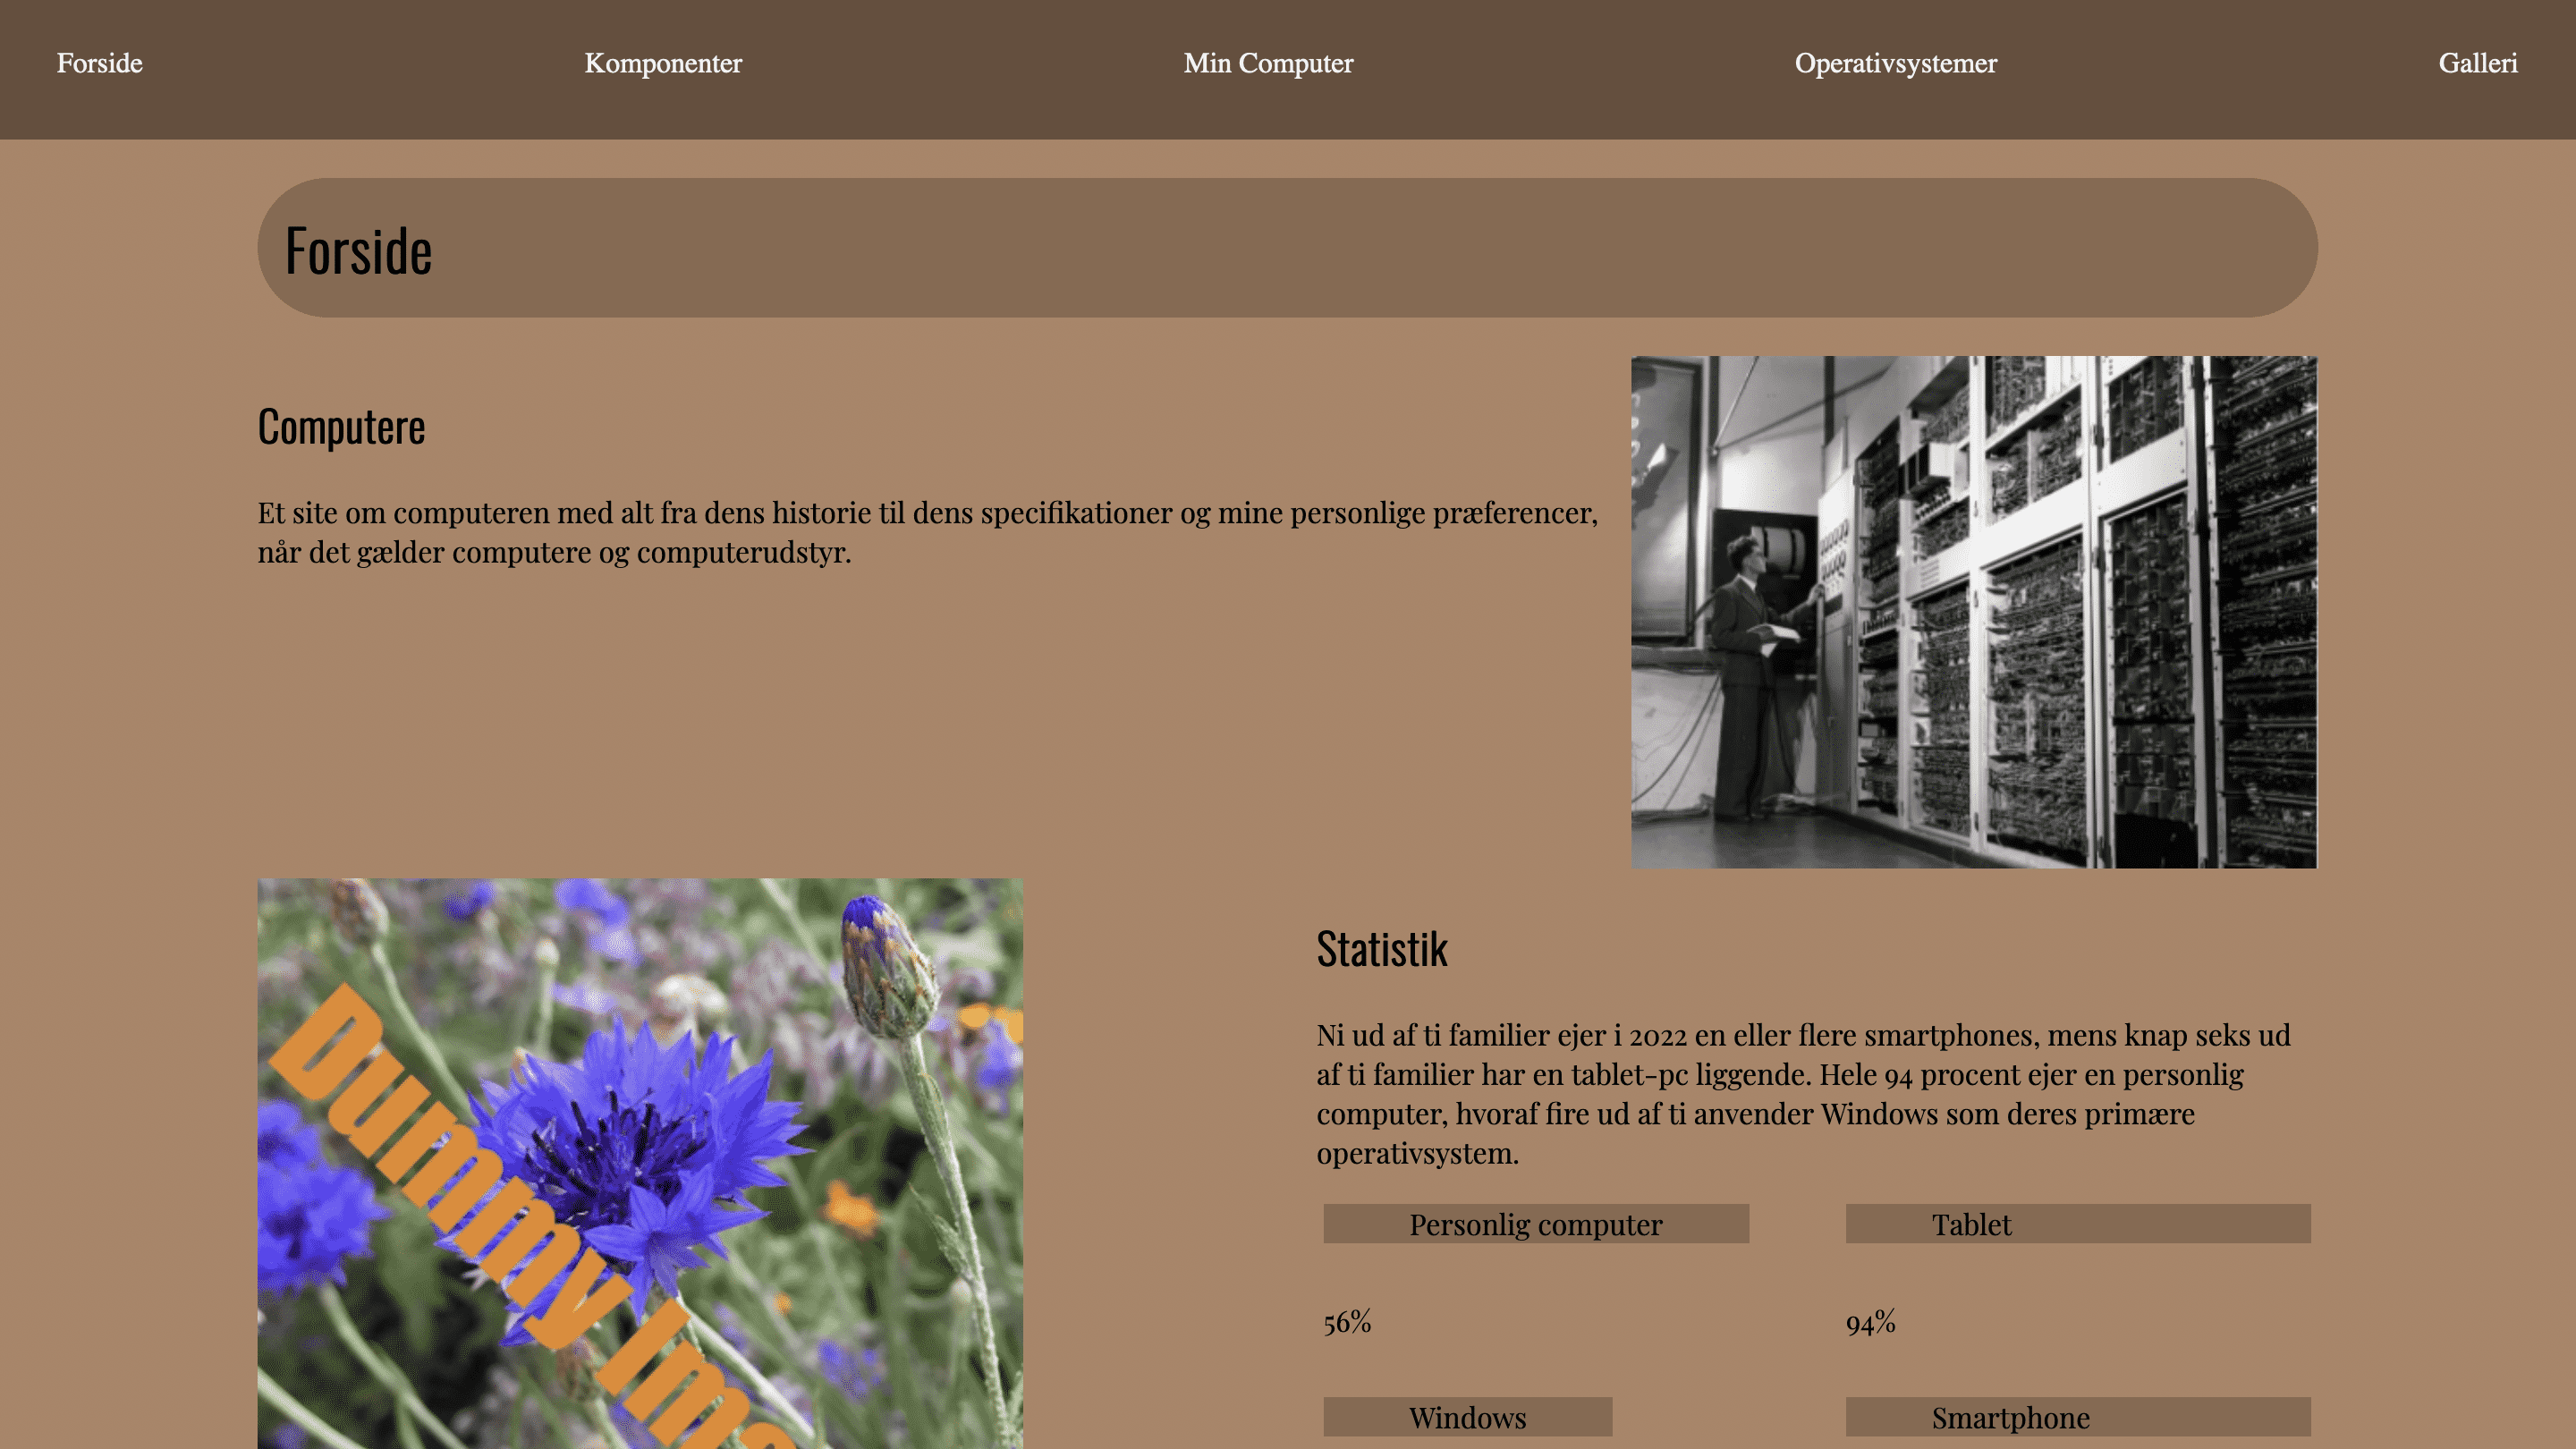 Forside
Komponenter
Min Computer
Operativsystemer
Galleri
Forside
Computere
Et site om computeren med alt fra dens historie til dens specifikationer og mine personlige præferencer,
når det gælder computere og computerudstyr.
Dummy Ima
Statistik
Ni ud af ti familier ejer i 2022 en eller flere smartphones, mens knap seks ud
af ti familier har en tablet-pc liggende. Hele 94 procent ejer en personlig
computer, hvoraf fire ud af ti anvender Windows som deres primære
operativsystem.
Personlig computer
Tablet
56%
94%
Windows
Smartphone